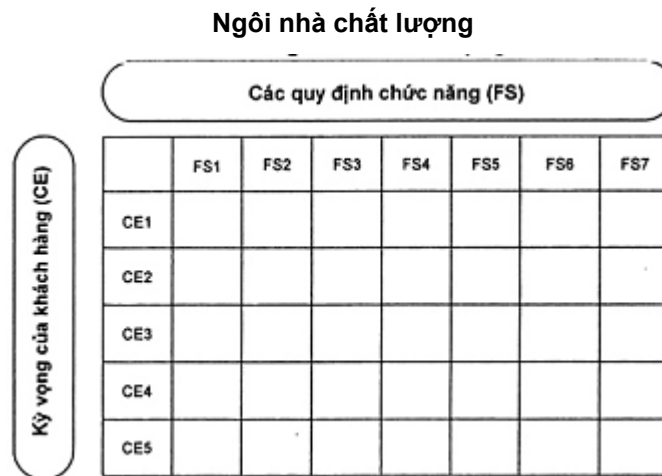 Ngôi nhà chất lượng
Các quy định chức năng (FS)
Kỳ vọng của khách hàng (CE)
FS1 FS2 FS3 FS4 FS5 FS6 FS7
CE1
CE2
CE3
CE4
CE5